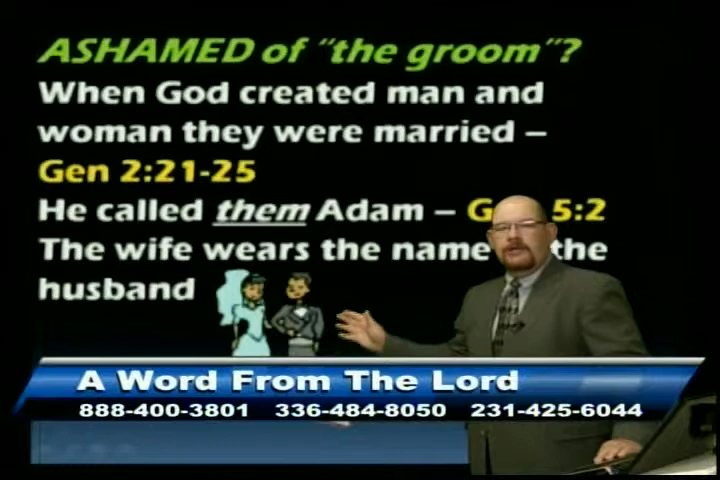 ASHAMED of “the groom”?
When God created man and
woman they were married –
Gen 2:21-25
He called them Adam – G 5:2
The wife wears the name the
husband
A Word From The Lord
888-400-3801 336-484-8050 231-425-6044